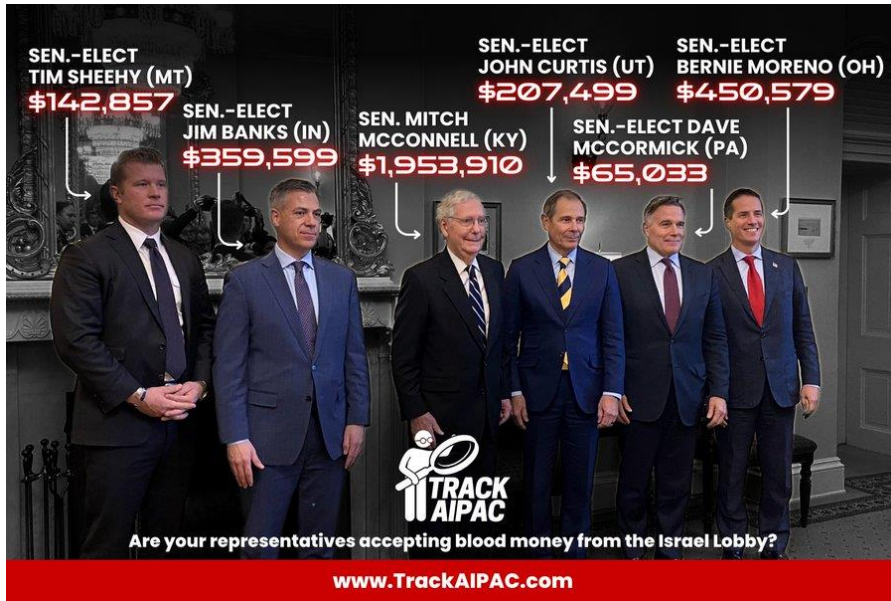 SEN.-ELECT
TIM SHEEHY (MT)
$142,857
SEN.-ELECT
JIM BANKS (IN)
$359,599
SEN. MITCH
MCCONNELL (KY)
$1,953,910
SEN.-ELECT
JOHN CURTIS (UT)
$207,499
SEN.-ELECT DAVE
MCCORMICK (PA)
$65,033
SEN.-ELECT
BERNIE MORENO (OH)
$450,579
TRACK
AIPAC
Are your representatives accepting blood money from the Israel Lobby?
www.TrackAIPAC.com